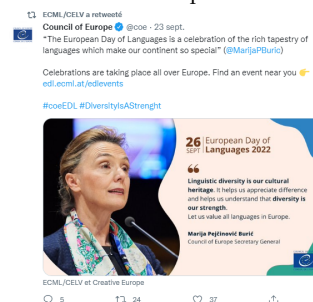 ECML/CELV a retweeté
Council of Europe @coe · 23 sept.
“The European Day of Languages is a celebration of the rich tapestry of
languages which make our continent so special” (@MarijaPBuric)
Celebrations are taking place all over Europe. Find an event near you 👉
edl.ecml.at/edlevents
#coeEDL #DiversityIsAStrenght
26 SEPT European Day of
Languages 2022
Linguistic diversity is our cultural
heritage. It helps us appreciate difference
and helps us understand that diversity is
our strength.
Let us value all languages in Europe.
Marija Pejčinović Burić
Council of Europe Secretary General
ECML/CELV et Creative Europe
5 24 37